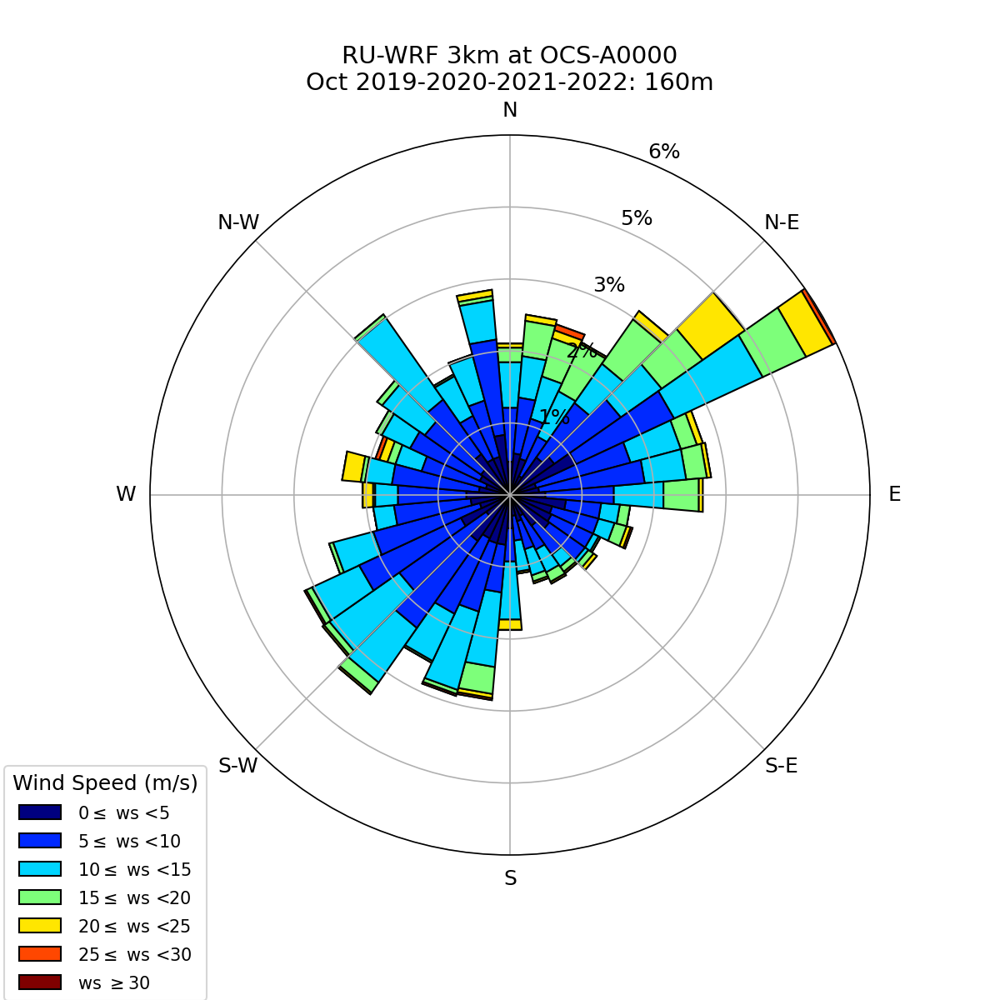 RU-WRF 3km at OCS-A0000
Oct 2019-2020-2021-2022: 160m
N
6%
N-W
5%
N-E
3%
2%
1%
W
E
S-W
S-E
S
Wind Speed (m/s)
0 ≤ ws <5
5 ≤ ws <10
10 ≤ ws <15
15 ≤ ws <20
20 ≤ ws <25
25 ≤ ws <30
ws ≥ 30